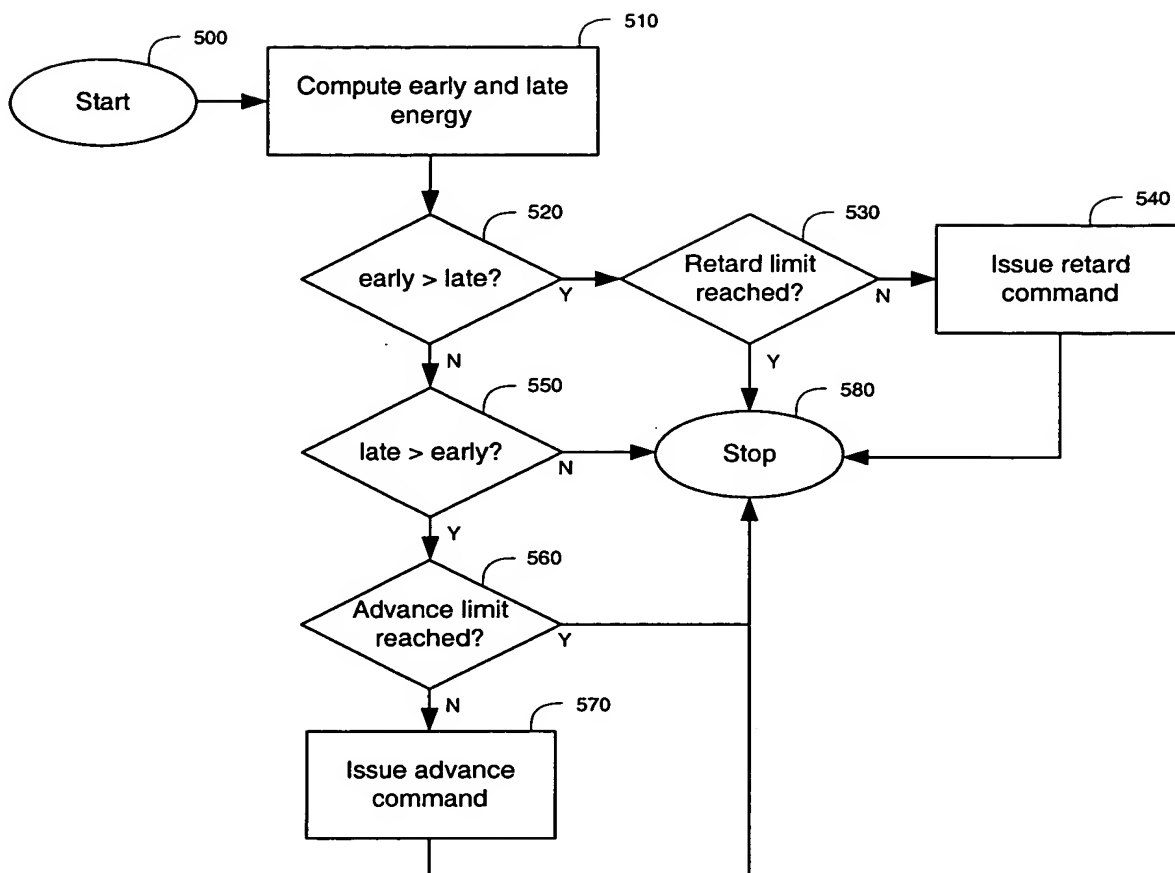 500
Start
510
Compute early and late
energy
520
early > late?
Y
N
530
Retard limit
reached?
N
Y
540
Issue retard
command
550
late > early?
N
Y
580
Stop
560
Advance limit
reached?
Y
N
570
Issue advance
command